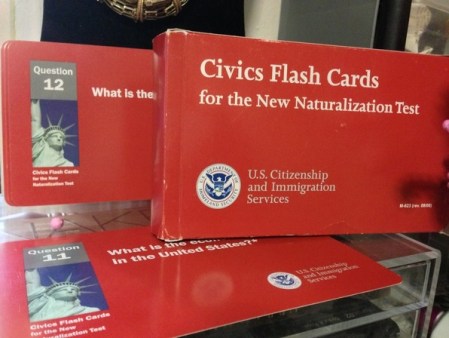 Question
12
What is the
Civics Flash Cards
for the New
Naturalization Test
Civics Flash Cards
for the New Naturalization Test
U.S. Citizenship
and Immigration
Services
Question
11
What is the econ
in the United States?*
U.S. Citizenship
and Immigration
Services
Civics Flash Cards
for the New
Naturalization Test